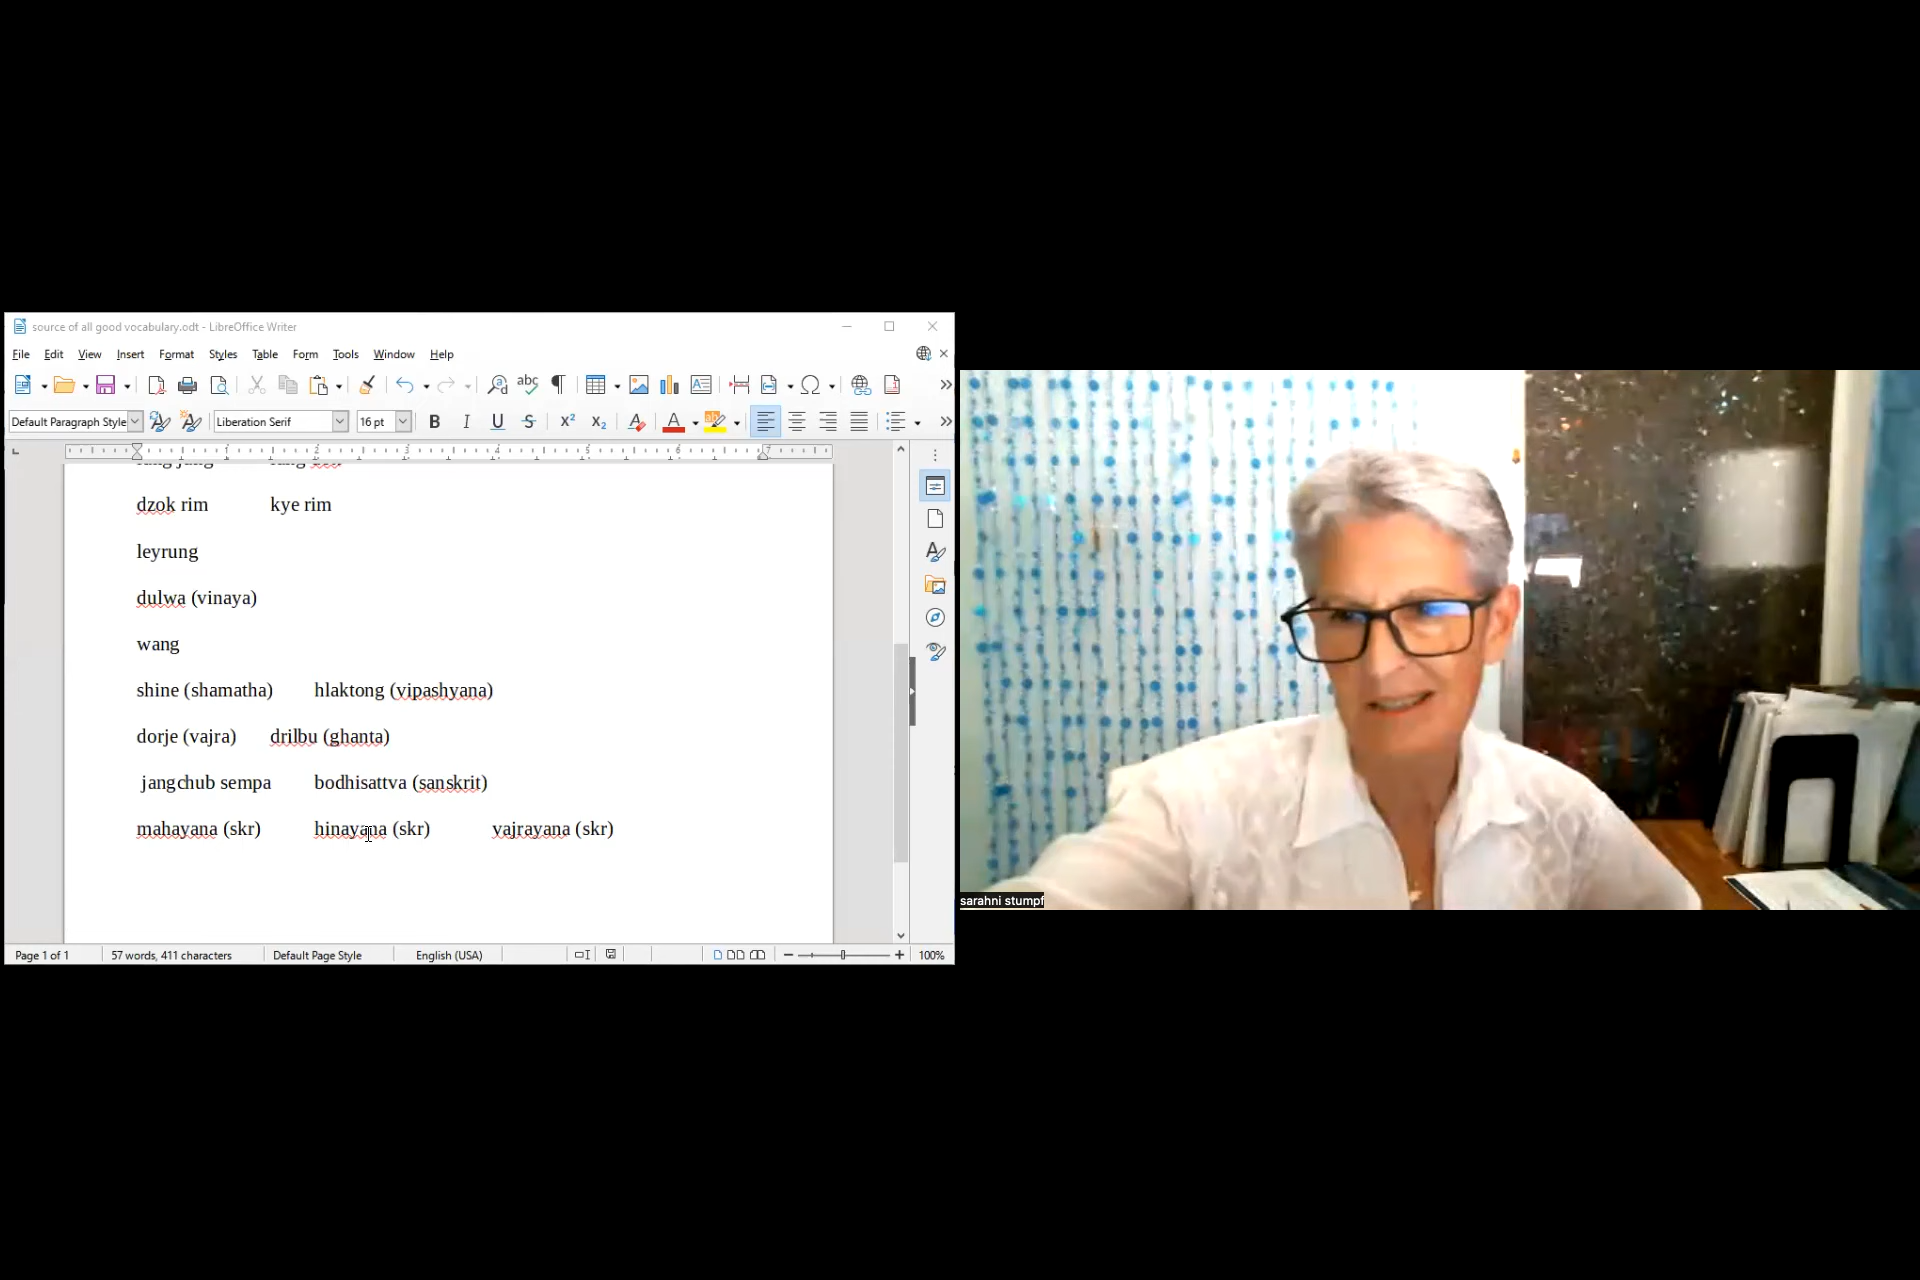 source of all good vocabulary.odt - LibreOffice Writer
File Edit View Insert Format Styles Table Form Tools Window Help
Default Paragraph Style Liberation Serif 16 pt
dzok rim kye rim
leyrung
dulwa (vinaya)
wang
shine (shamatha) hlaktong (vipashyana)
dorje (vajra) drilbu (ghanta)
jangchub sempa bodhisattva (sanskrit)
mahayana (skr) hinayana (skr) vajrayana (skr)
Page 1 of 1 57 words, 411 characters Default Page Style English (USA) 100%
sarahni stumpf